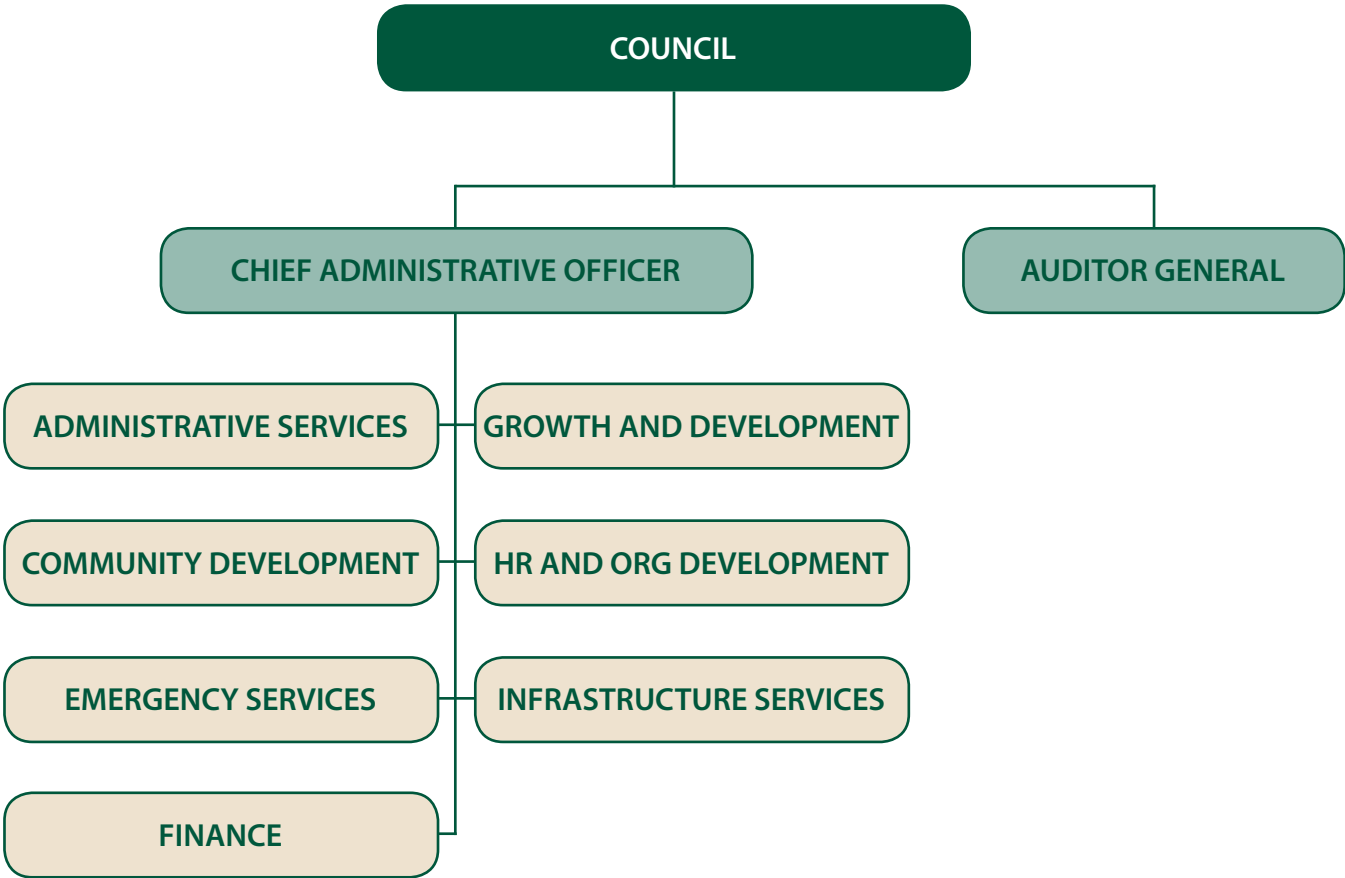 COUNCIL
CHIEF ADMINISTRATIVE OFFICER
AUDITOR GENERAL
ADMINISTRATIVE SERVICES
GROWTH AND DEVELOPMENT
COMMUNITY DEVELOPMENT
HR AND ORG DEVELOPMENT
EMERGENCY SERVICES
INFRASTRUCTURE SERVICES
FINANCE